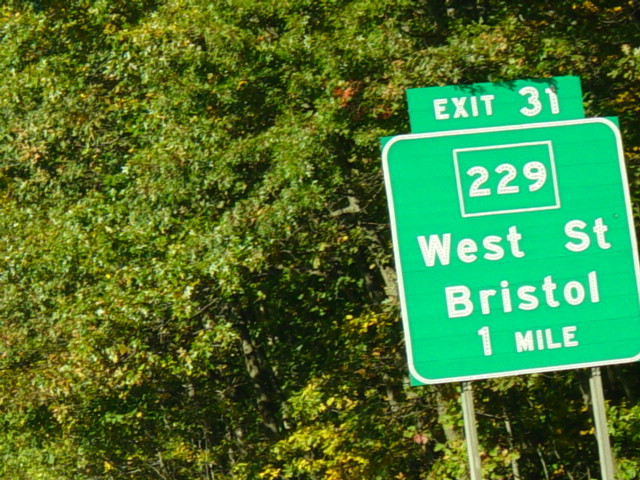 EXIT 31
229
West St
Bristol
1 MILE